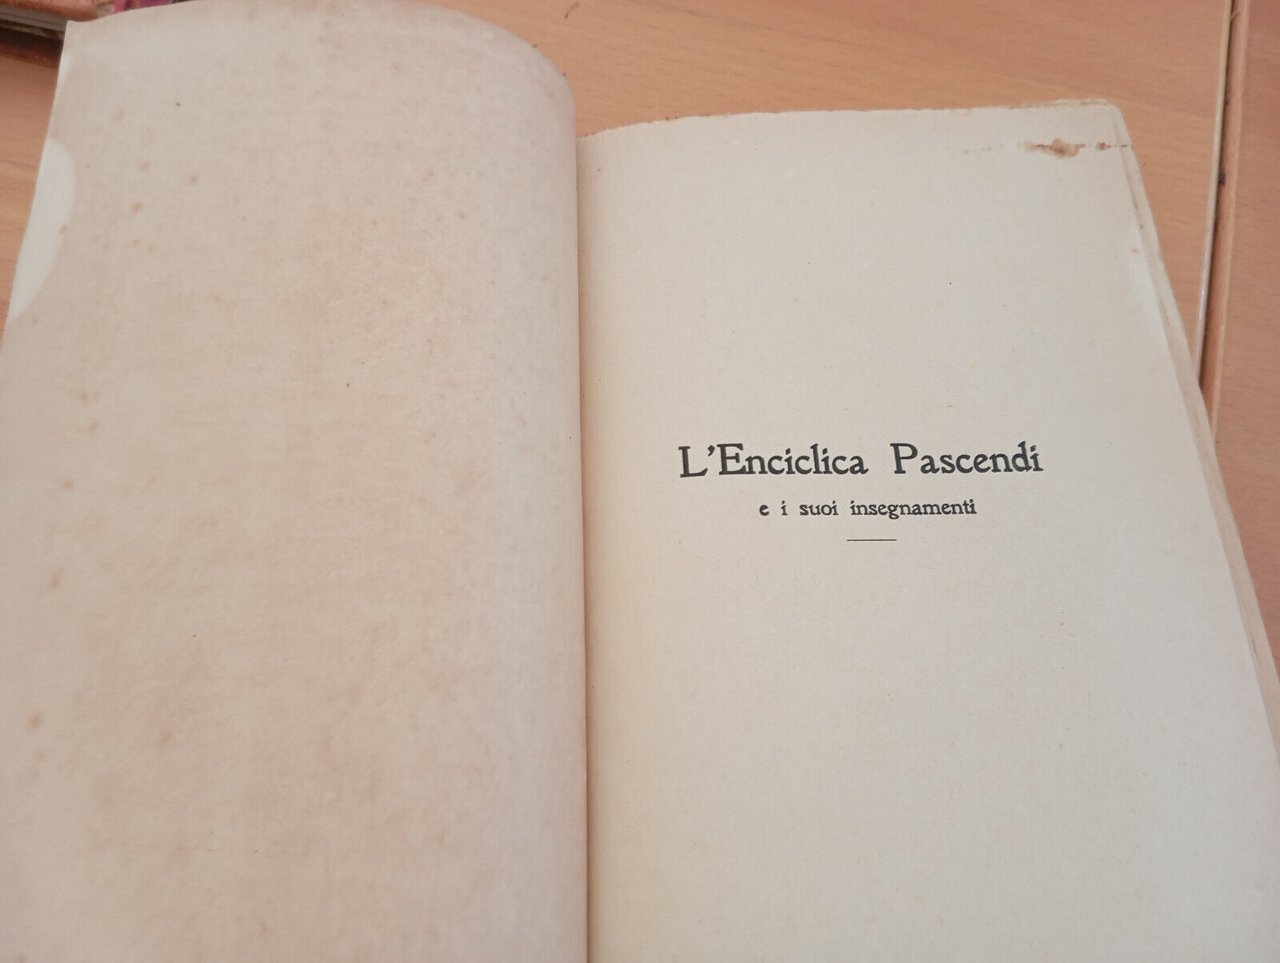 L'Enciclica Pascendi
e i suoi insegnamenti